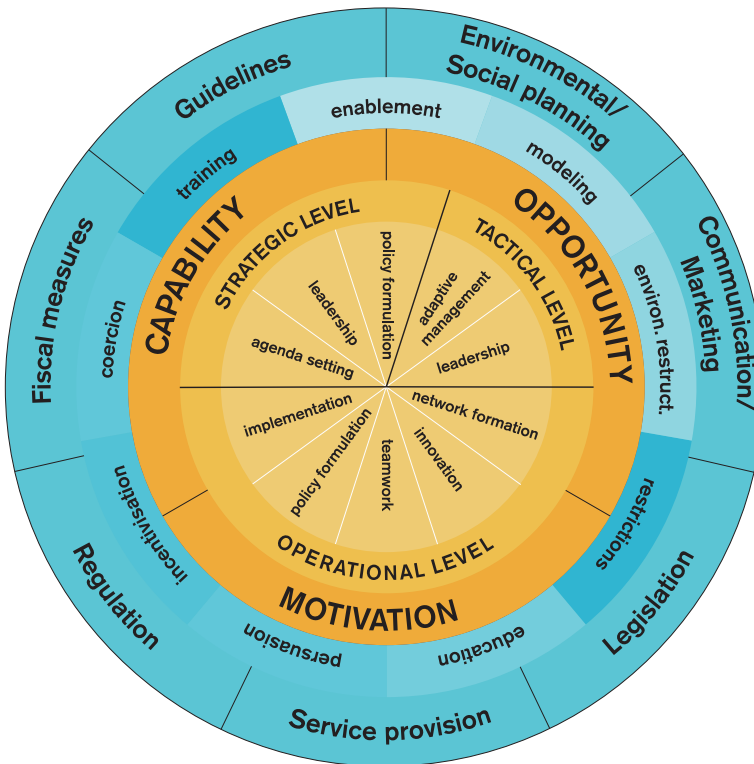 Guidelines
Environmental/
Social planning
Communication/
Marketing
Legislation
Service provision
Regulation
Fiscal measures
enablement
modeling
environ. restruct.
restrictions
education
persuasion
incentivisation
coercion
training
CAPABILITY
OPPORTUNITY
MOTIVATION
STRATEGIC LEVEL
TACTICAL LEVEL
OPERATIONAL LEVEL
policy formulation
adaptive
management
leadership
network formation
innovation
teamwork
policy formulation
implementation
agenda setting
leadership